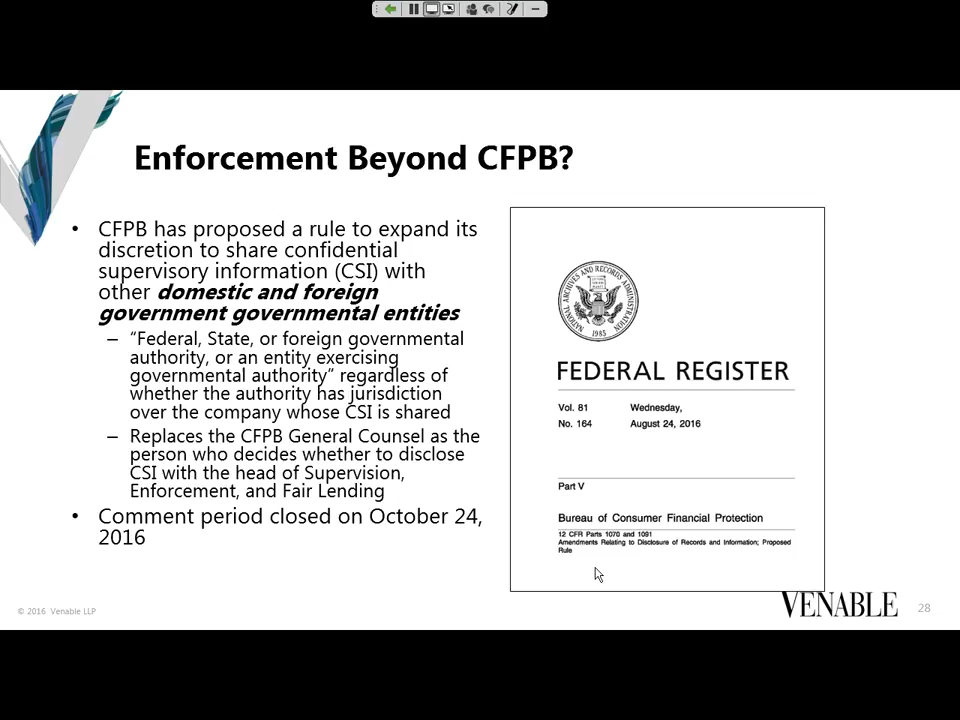 Enforcement Beyond CFPB?
• CFPB has proposed a rule to expand its
discretion to share confidential
supervisory information (CSI) with
other domestic and foreign
government governmental entities
– “Federal, State, or foreign governmental
authority, or an entity exercising
governmental authority” regardless of
whether the authority has jurisdiction
over the company whose CSI is shared
– Replaces the CFPB General Counsel as the
person who decides whether to disclose
CSI with the head of Supervision,
Enforcement, and Fair Lending
• Comment period closed on October 24,
2016
NATIONAL ARCHIVES AND RECORDS ADMINISTRATION
1985
FEDERAL REGISTER
Vol. 81 Wednesday,
No. 164 August 24, 2016
Part V
Bureau of Consumer Financial Protection
12 CFR Parts 1070 and 1091
Amendments Relating to Disclosure of Records and Information; Proposed
Rule
© 2016 Venable LLP
VENABLE
28